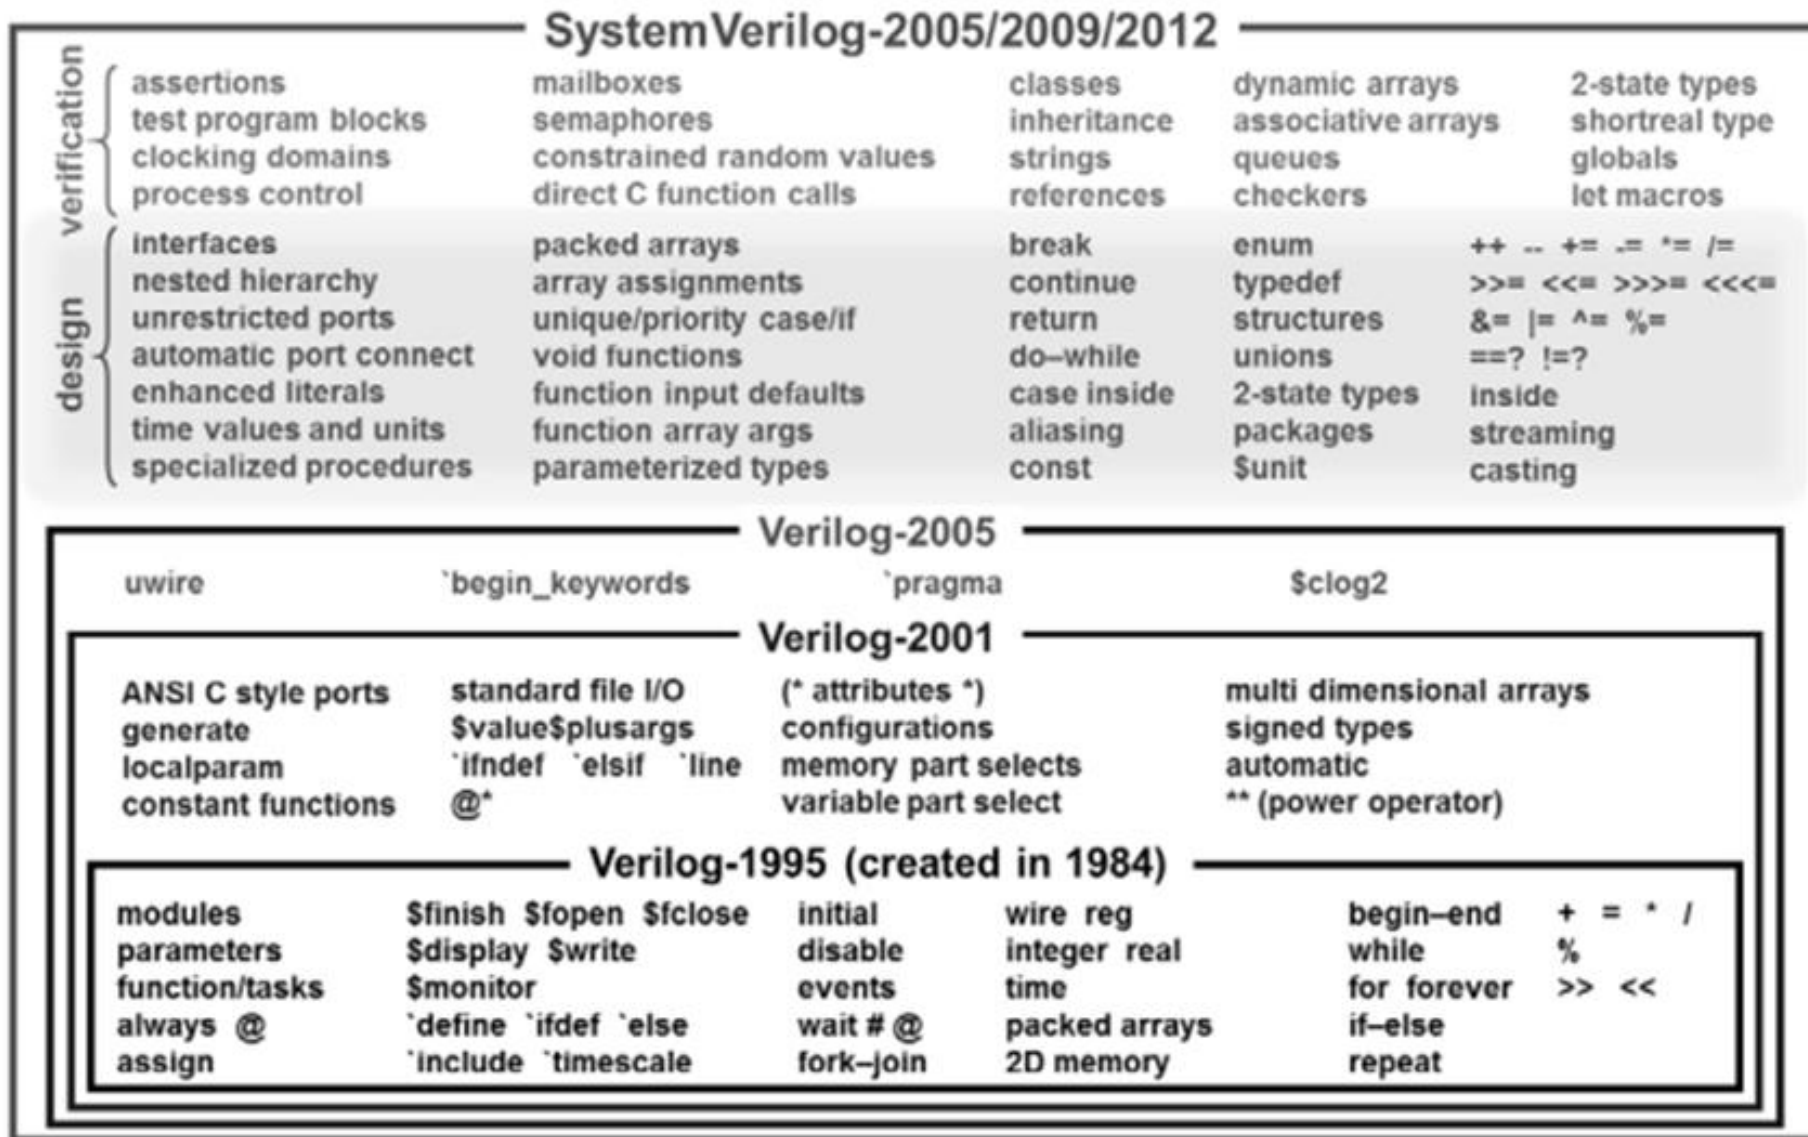 SystemVerilog-2005/2009/2012
verification
assertions mailboxes classes dynamic arrays 2-state types
test program blocks semaphores inheritance associative arrays shortreal type
clocking domains constrained random values strings queues globals
process control direct C function calls references checkers let macros
design
interfaces packed arrays break enum ++ -- += -= *= /=
nested hierarchy array assignments continue typedef >>= <<= >>>= <<<=
unrestricted ports unique/priority case/if return structures &= |= ^= %=
automatic port connect void functions do–while unions ==? !=?
enhanced literals function input defaults case inside 2-state types inside
time values and units function array args aliasing packages streaming
specialized procedures parameterized types const $unit casting
Verilog-2005
uwire `begin_keywords `pragma $clog2
Verilog-2001
ANSI C style ports standard file I/O (* attributes *) multi dimensional arrays
generate $value$plusargs configurations signed types
localparam `ifndef `elsif `line memory part selects automatic
constant functions @* variable part select ** (power operator)
Verilog-1995 (created in 1984)
modules $finish $fopen $fclose initial wire reg begin–end + = * /
parameters $display $write disable integer real while %
function/tasks $monitor events time for forever >> <<
always @ `define `ifdef `else wait # @ packed arrays if–else
assign `include `timescale fork–join 2D memory repeat